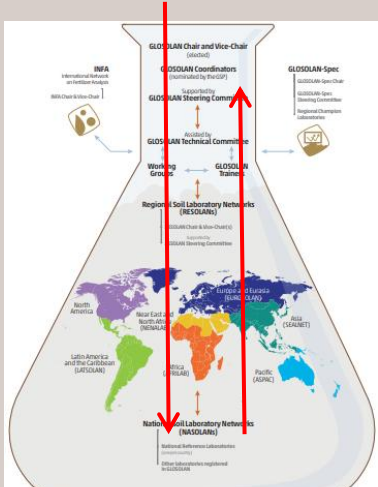 GLOSOLAN Chair and Vice-Chair
(elected)
GLOSOLAN Coordinators
(nominated by the GSP)
Supported by
GLOSOLAN Steering Committee
Assisted by
GLOSOLAN Technical Committee
Working
Groups
GLOSOLAN
Trainers
INFA
International Network
on Fertilizer Analysis
INFA Chair & Vice-Chair
GLOSOLAN-Spec
GLOSOLAN-Spec Chair
GLOSOLAN-Spec
Steering Committee
Regional Champion
Laboratories
Regional Soil Laboratory Networks
(RESOLANs)
Chair & Vice-Chair(s)
supported by
Steering Committee
North
America
Near East and
North Africa
(NENALAB)
Europe and Eurasia
Asia
(SEALNET)
Latin America
and the Caribbean
(LATSOLAN)
Africa
(AFRILAB)
Pacific
(ASPAC)
National Soil Laboratory Networks
(NASOLANs)
National Reference Laboratories
Other laboratories registered
in GLOSOLAN